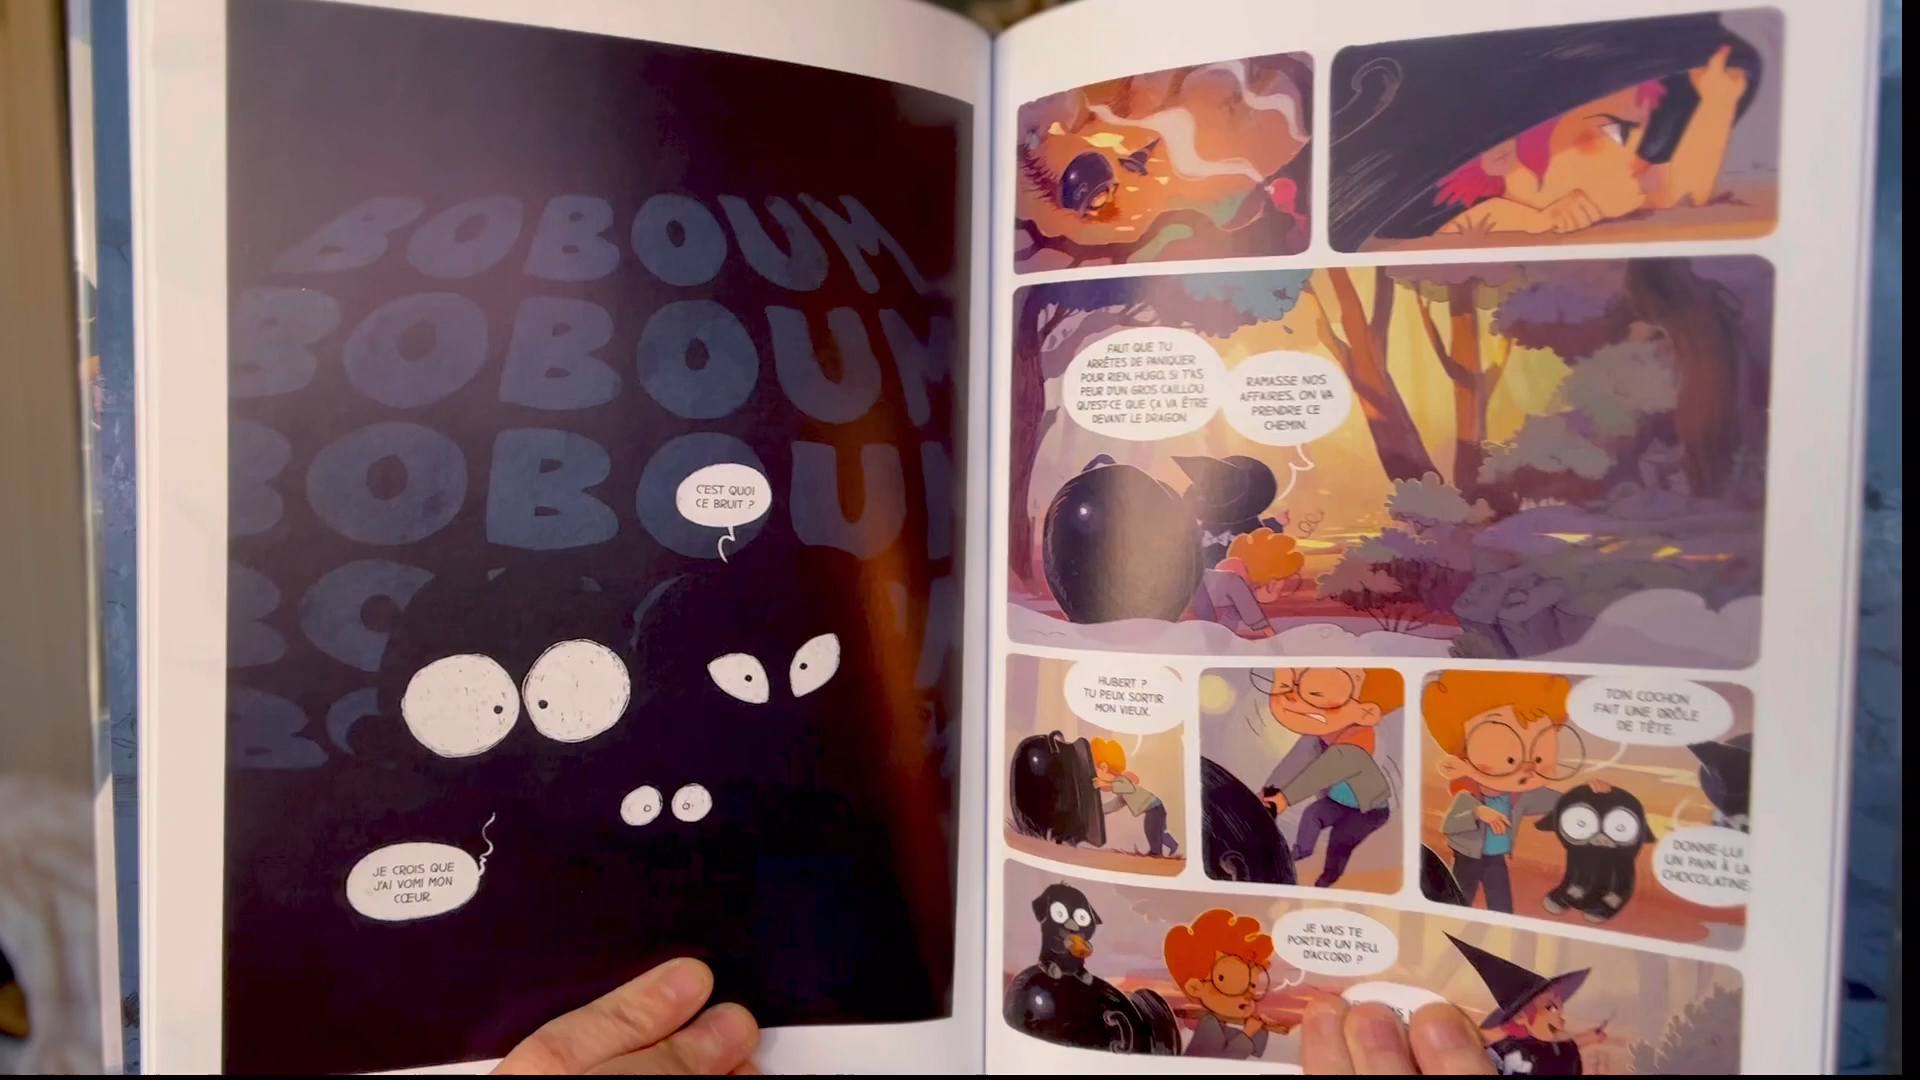 BOBOUM
BOBOUM
BOBOU
BO
B
C'EST QUOI
CE BRUIT ?
JE CROIS QUE
J'AI VOMI MON
CŒUR.
FAUT QUE TU
ARRÊTES DE PANIQUER
POUR RIEN, HUGO. SI T'AS
PEUR D'UN GROS CAILLOU
QU'EST-CE QUE ÇA VA ÊTRE
DEVANT LE DRAGON.
RAMASSE NOS
AFFAIRES, ON VA
PRENDRE CE
CHEMIN.
HUBERT ?
TU PEUX SORTIR
MON VIEUX.
TON COCHON
FAIT UNE DRÔLE
DE TÊTE.
DONNE-LUI
UN PAIN À LA
CHOCOLATINE
JE VAIS TE
PORTER UN PEU,
D'ACCORD ?